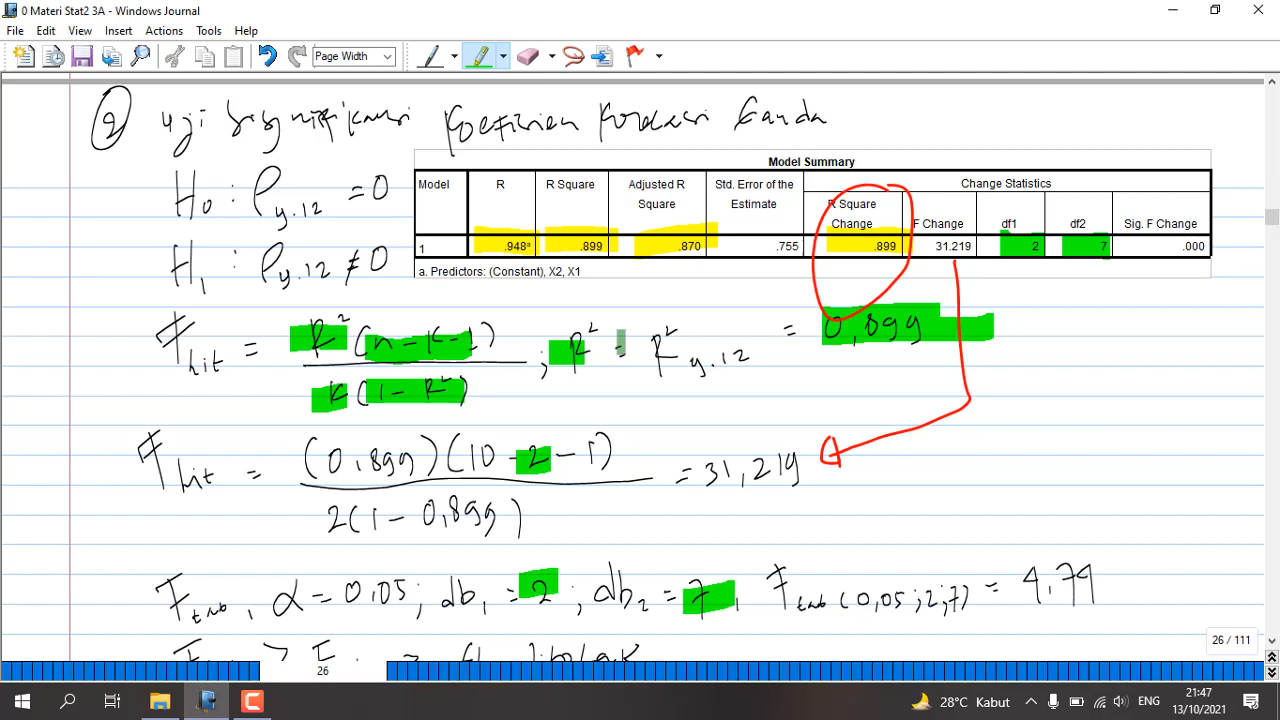 0 Materi Stat2 3A - Windows Journal
File Edit View Insert Actions Tools Help
Page Width
② Uji Signifikansi Koefisien Korelasi Ganda
Model Summary
Model R R Square Adjusted R Square Std. Error of the Estimate Change Statistics
R Square Change F Change df1 df2 Sig. F Change
1 .948ᵃ .899 .870 .755 .899 31.219 2 7 .000
a. Predictors: (Constant), X2, X1
H₀ : ρy.12 = 0
H₁ : ρy.12 ≠ 0
Fhit = R²(n-k-1) / k(1-R²) ; R² = R²y.12 = 0,899
Fhit = (0,899)(10-2-1) / 2(1-0,899) = 31,219
Ftab, α = 0,05; db₁ = 2; db₂ = 7, Ftab(0,05;2;7) = 4,74
26 / 111
26
28°C Kabut ENG 21:47
13/10/2021